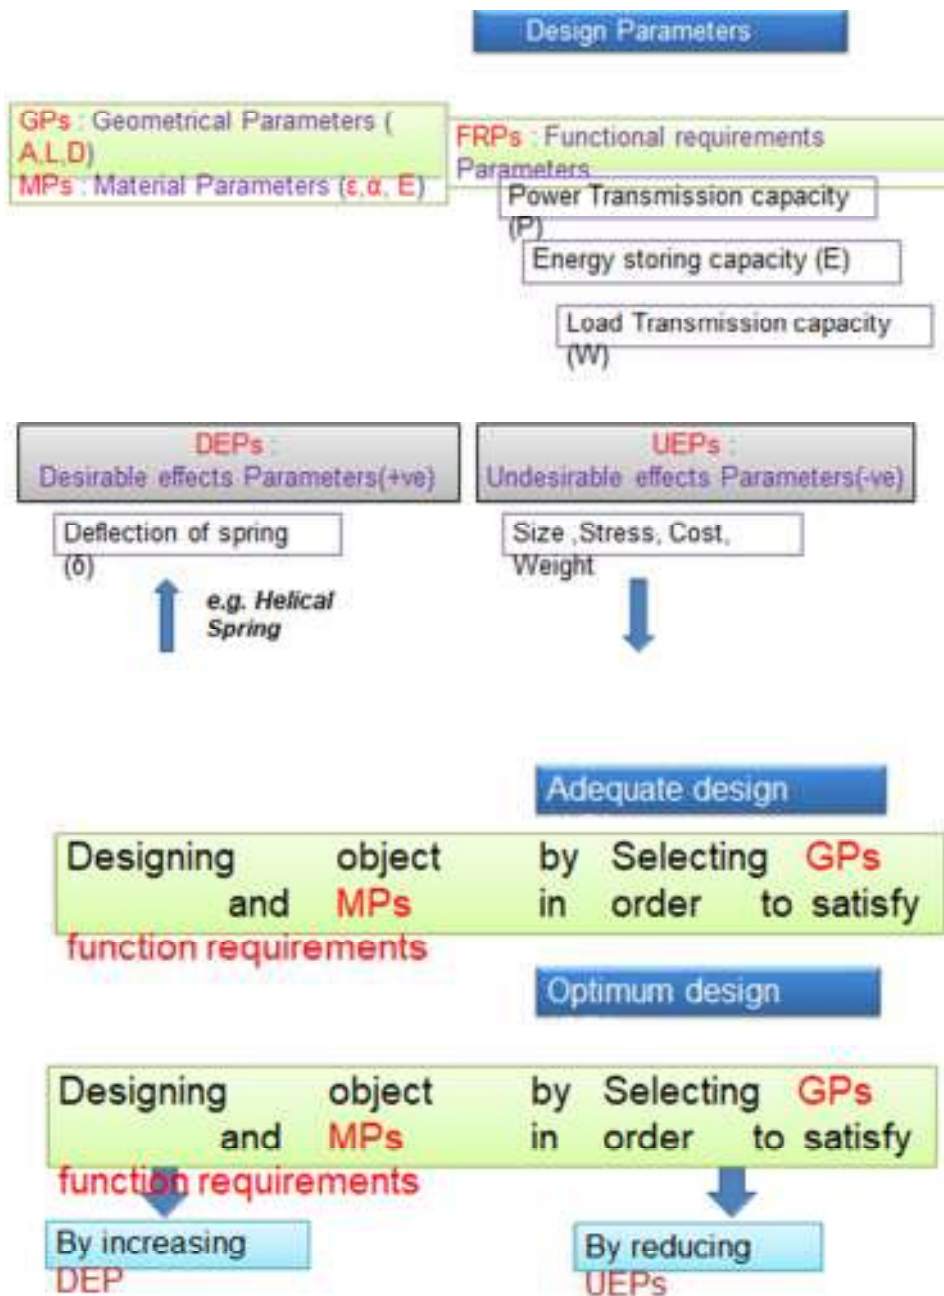 Design Parameters
GPs : Geometrical Parameters (
A,L,D)
MPs : Material Parameters (ε,α, E)
FRPs : Functional requirements
Parameters
Power Transmission capacity
(P)
Energy storing capacity (E)
Load Transmission capacity
(W)
DEPs :
Desirable effects Parameters(+ve)
UEPs :
Undesirable effects Parameters(-ve)
Deflection of spring
(δ)
e.g. Helical
Spring
Size ,Stress, Cost,
Weight
Adequate design
Designing object by Selecting GPs
and MPs in order to satisfy
function requirements
Optimum design
Designing object by Selecting GPs
and MPs in order to satisfy
function requirements
By increasing
DEP
By reducing
UEPs